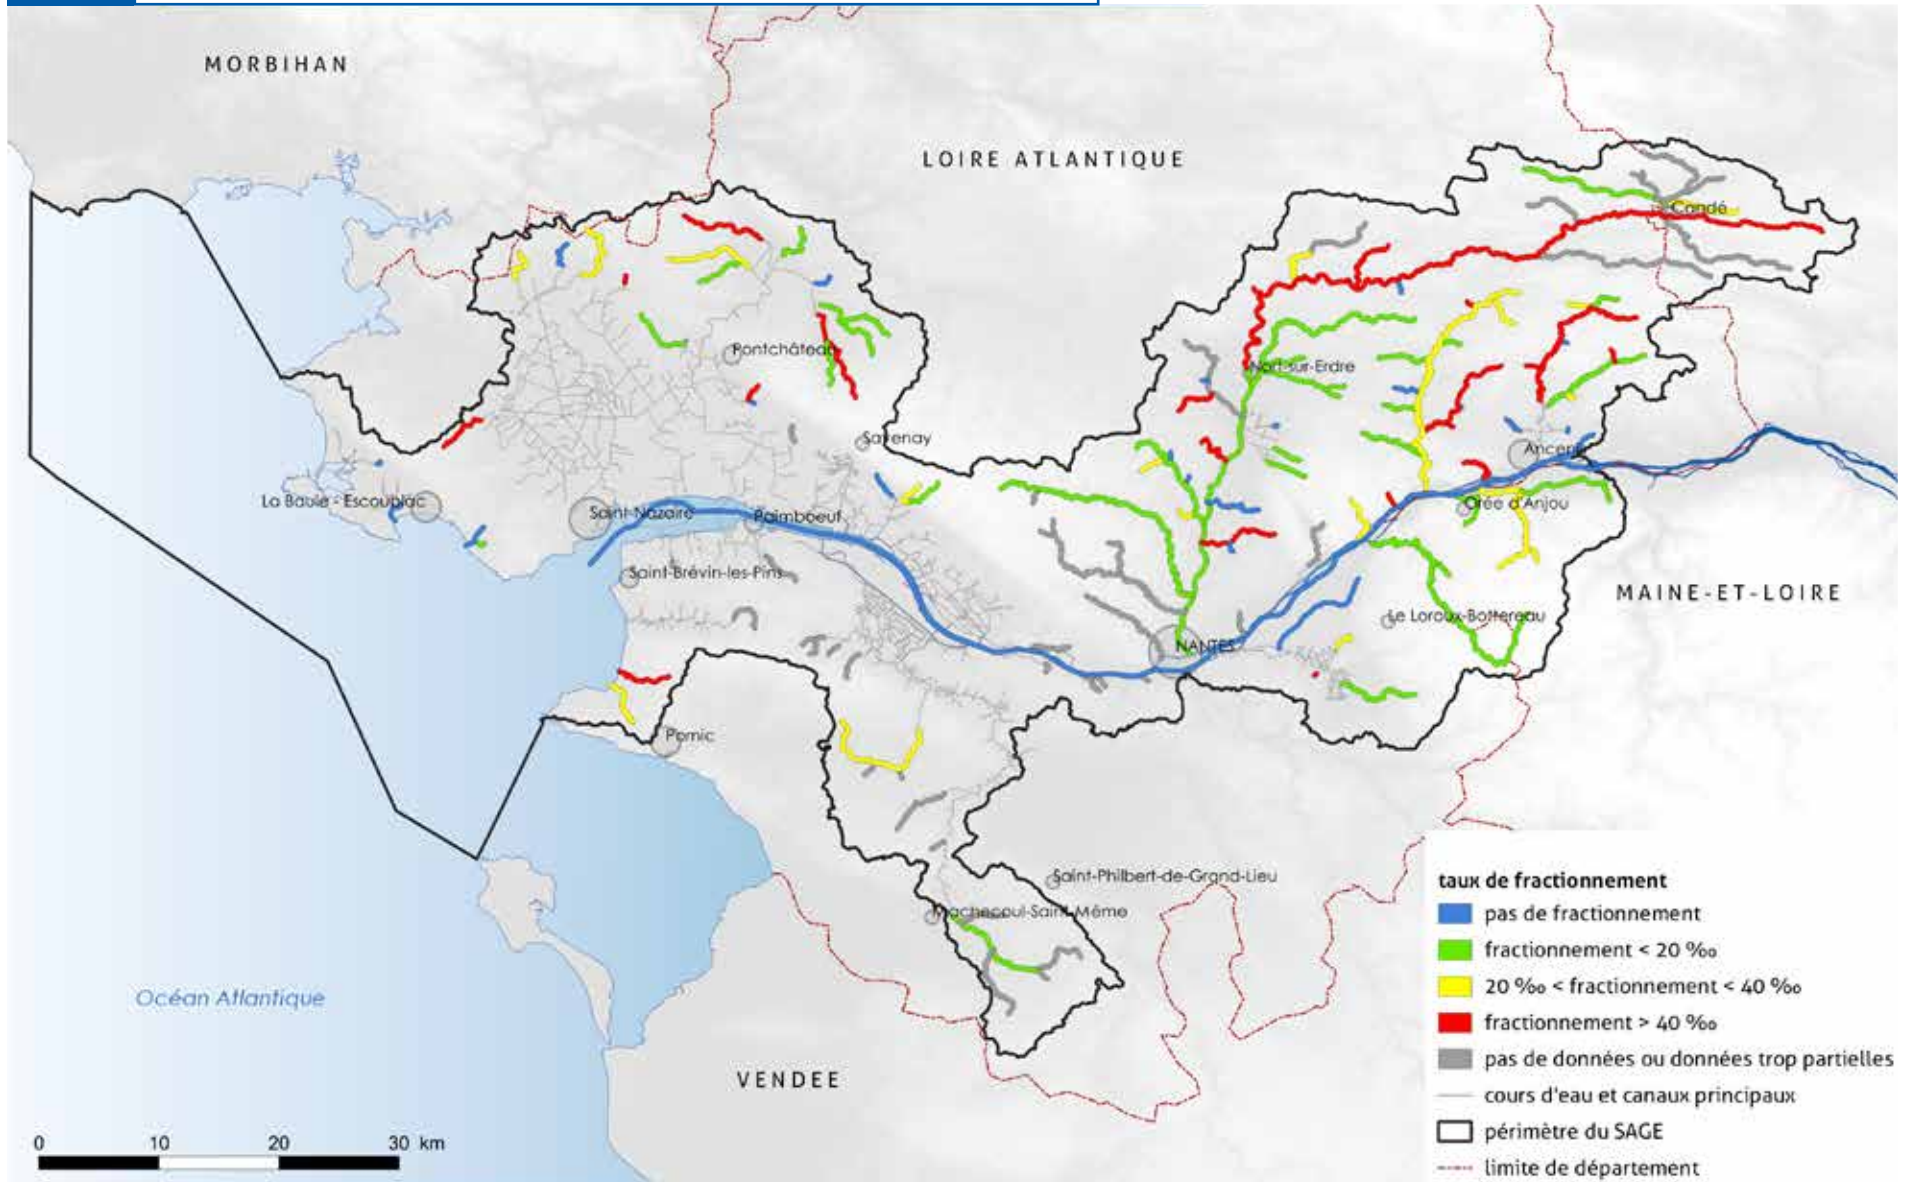 MORBIHAN
LOIRE ATLANTIQUE
Candé
Pontchâteau
Nort-sur-Erdre
Savenay
Ancenis
La Baule - Escoublac
Saint-Nazaire
Paimboeuf
Orée d'Anjou
Saint-Brévin-les-Pins
MAINE-ET-LOIRE
Le Loroux-Bottereau
NANTES
Pornic
Saint-Philbert-de-Grand-Lieu
Machecoul-Saint-Même
Océan Atlantique
VENDEE
taux de fractionnement
pas de fractionnement
fractionnement < 20 ‰
20 ‰ < fractionnement < 40 ‰
fractionnement > 40 ‰
pas de données ou données trop partielles
cours d'eau et canaux principaux
périmètre du SAGE
limite de département
0 10 20 30 km